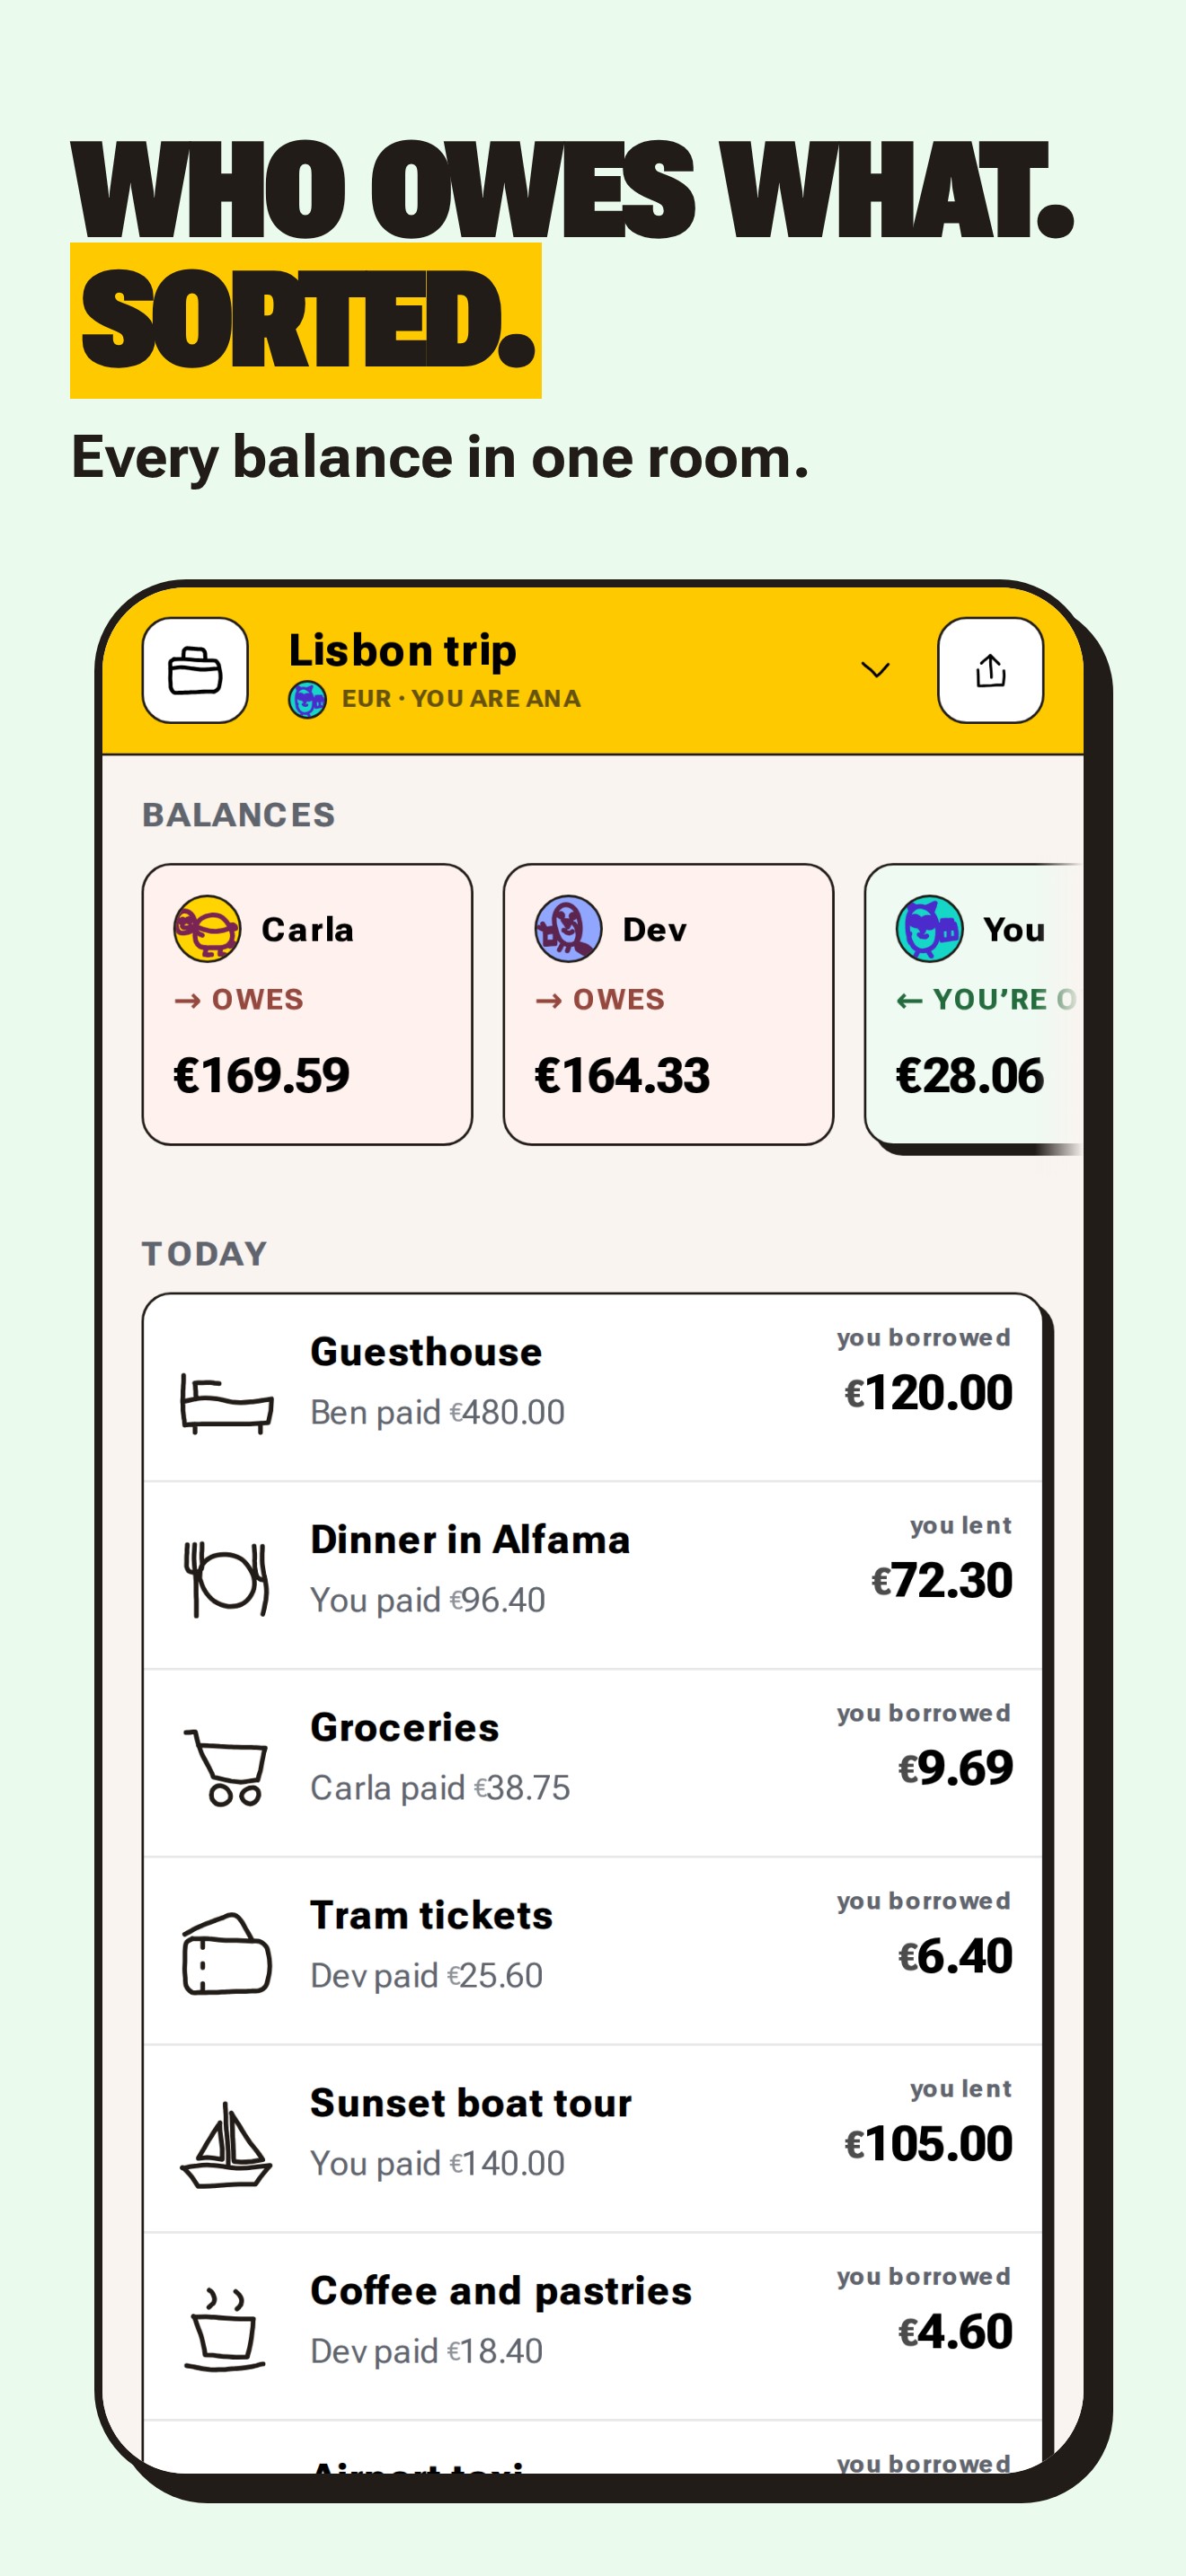 WHO OWES WHAT.
SORTED.
Every balance in one room.
Lisbon trip
EUR · YOU ARE ANA
BALANCES
Carla
→ OWES
€169.59
Dev
→ OWES
€164.33
You
← YOU'RE O
€28.06
TODAY
Guesthouse
you borrowed
Ben paid €480.00
€120.00
Dinner in Alfama
you lent
You paid €96.40
€72.30
Groceries
you borrowed
Carla paid €38.75
€9.69
Tram tickets
you borrowed
Dev paid €25.60
€6.40
Sunset boat tour
you lent
You paid €140.00
€105.00
Coffee and pastries
you borrowed
Dev paid €18.40
€4.60
Airport taxi
you borrowed